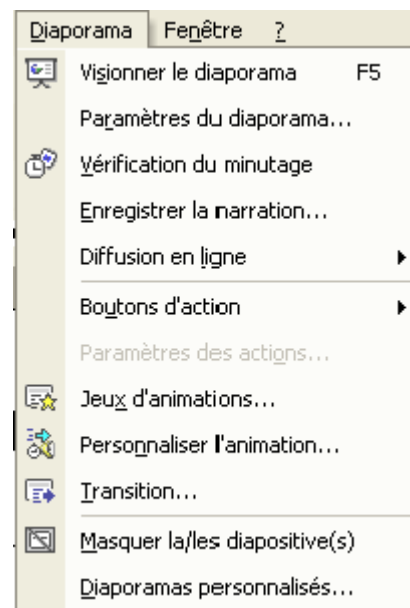 Diaporama Fenêtre ?
Visionner le diaporama F5
Paramètres du diaporama...
Vérification du minutage
Enregistrer la narration...
Diffusion en ligne
Boutons d'action
Paramètres des actions...
Jeux d'animations...
Personnaliser l'animation...
Transition...
Masquer la/les diapositive(s)
Diaporamas personnalisés...